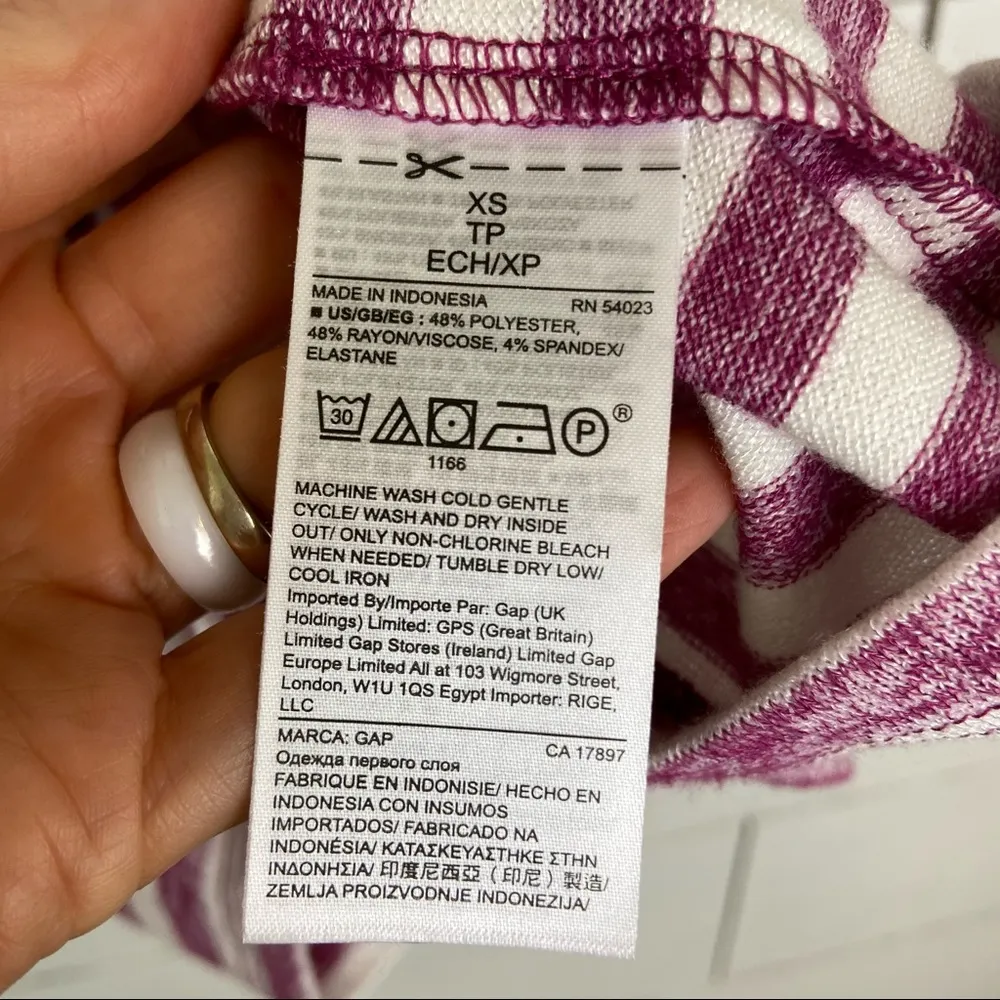 XS
TP
ECH/XP
MADE IN INDONESIA RN 54023
US/GB/EG : 48% POLYESTER,
48% RAYON/VISCOSE, 4% SPANDEX/
ELASTANE
30 P ®
1166
MACHINE WASH COLD GENTLE
CYCLE/ WASH AND DRY INSIDE
OUT/ ONLY NON-CHLORINE BLEACH
WHEN NEEDED/ TUMBLE DRY LOW/
COOL IRON
Imported By/Importe Par: Gap (UK
Holdings) Limited: GPS (Great Britain)
Limited Gap Stores (Ireland) Limited Gap
Europe Limited All at 103 Wigmore Street,
London, W1U 1QS Egypt Importer: RIGE,
LLC
MARCA: GAP CA 17897
Одежда первого слоя
FABRIQUE EN INDONISIE/ HECHO EN
INDONESIA CON INSUMOS
IMPORTADOS/ FABRICADO NA
INDONÉSIA/ ΚΑΤΑΣΚΕΥΑΣΤΗΚΕ ΣΤΗΝ
ΙΝΔΟΝΗΣΙΑ/ 印度尼西亞（印尼）製造/
ZEMLJA PROIZVODNJE INDONEZIJA/